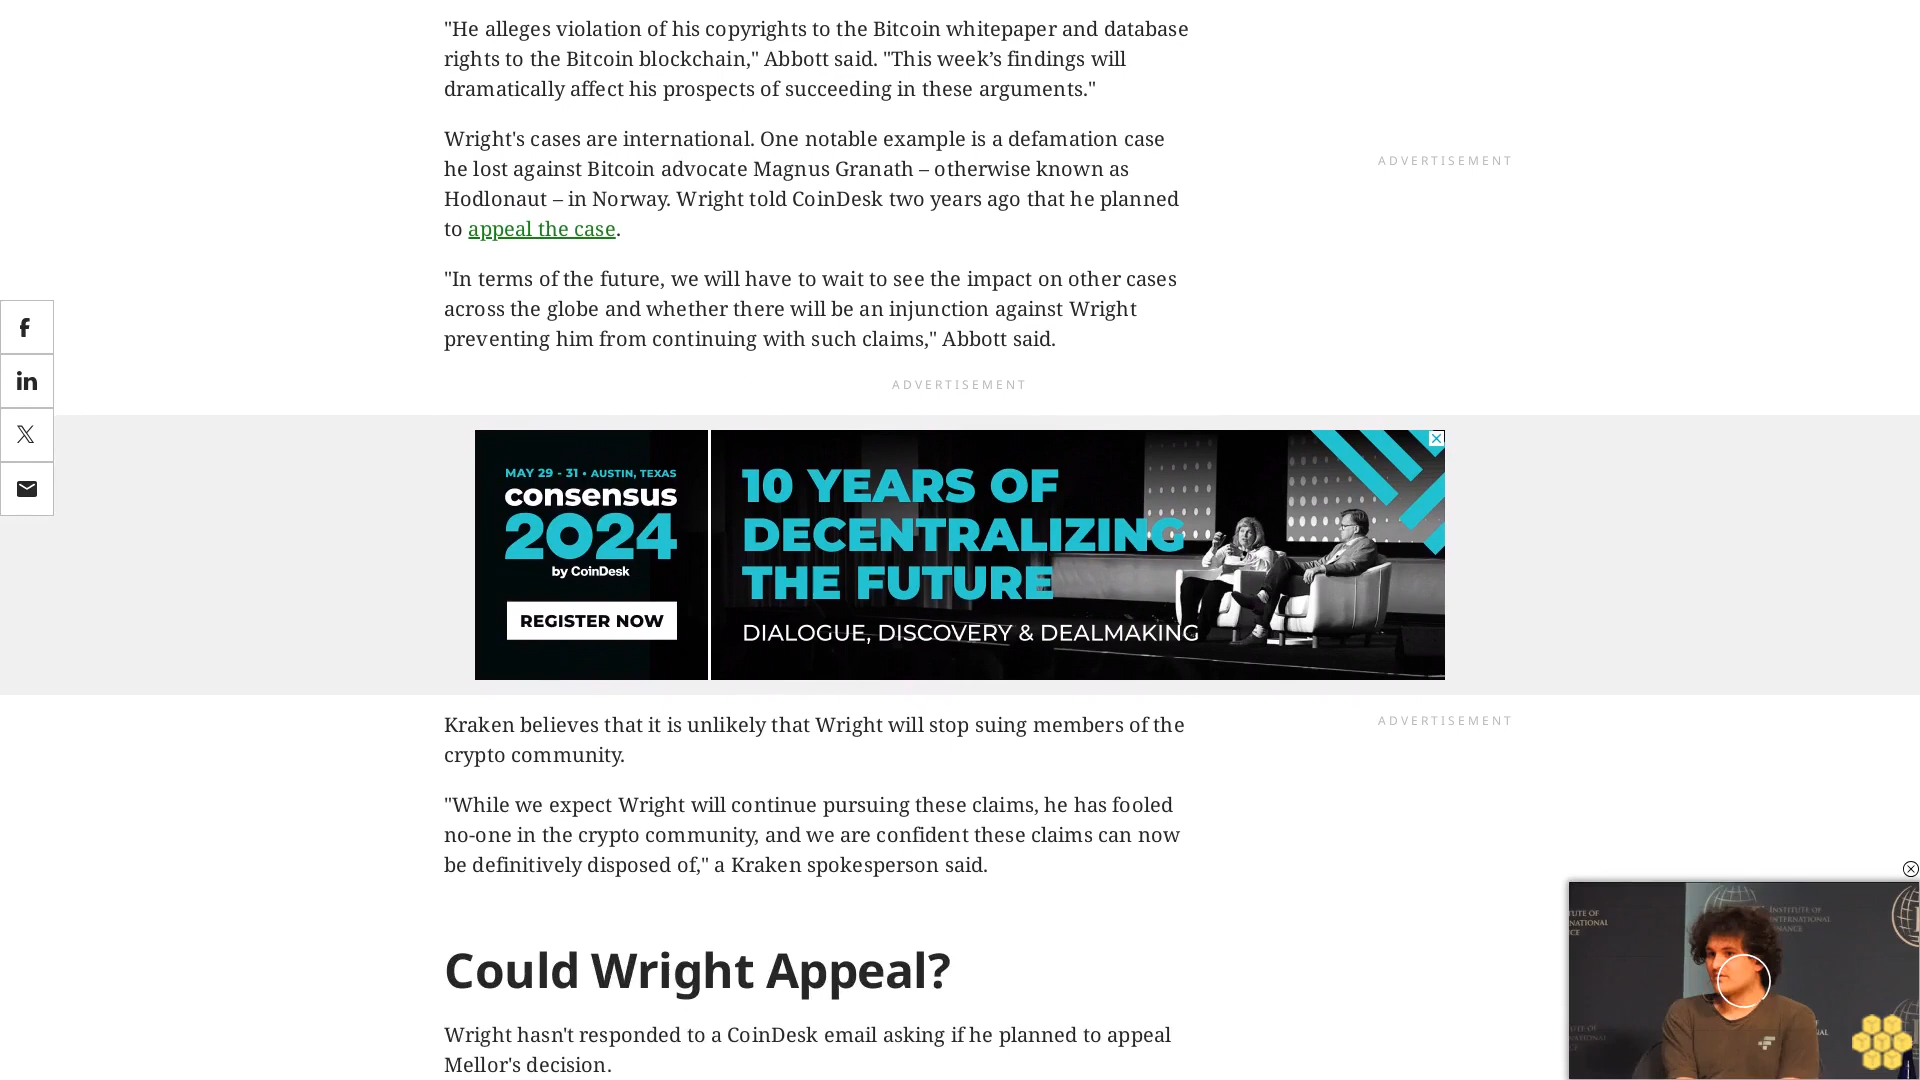 "He alleges violation of his copyrights to the Bitcoin whitepaper and database
rights to the Bitcoin blockchain," Abbott said. "This week’s findings will
dramatically affect his prospects of succeeding in these arguments."
Wright's cases are international. One notable example is a defamation case
he lost against Bitcoin advocate Magnus Granath – otherwise known as
Hodlonaut – in Norway. Wright told CoinDesk two years ago that he planned
to appeal the case.
ADVERTISEMENT
"In terms of the future, we will have to wait to see the impact on other cases
across the globe and whether there will be an injunction against Wright
preventing him from continuing with such claims," Abbott said.
ADVERTISEMENT
MAY 29 - 31 • AUSTIN, TEXAS
consensus
2024
by CoinDesk
REGISTER NOW
10 YEARS OF
DECENTRALIZING
THE FUTURE
DIALOGUE, DISCOVERY & DEALMAKING
Kraken believes that it is unlikely that Wright will stop suing members of the
crypto community.
ADVERTISEMENT
"While we expect Wright will continue pursuing these claims, he has fooled
no-one in the crypto community, and we are confident these claims can now
be definitively disposed of," a Kraken spokesperson said.
Could Wright Appeal?
Wright hasn't responded to a CoinDesk email asking if he planned to appeal
Mellor's decision.
INSTITUTE OF
INTERNATIONAL
FINANCE